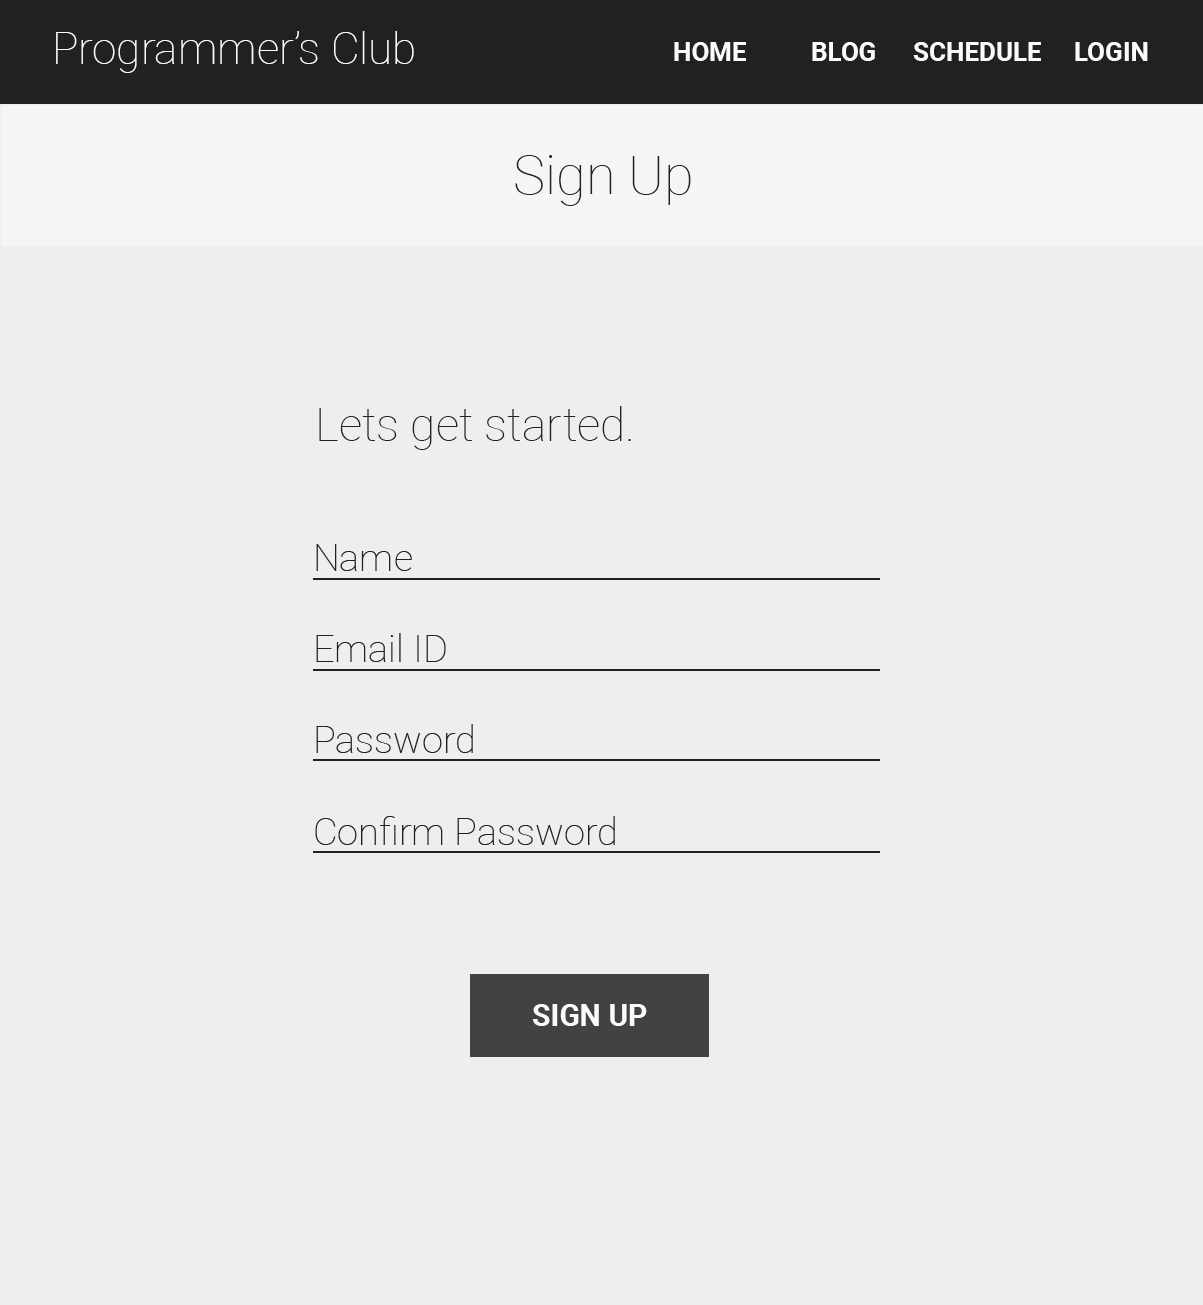 Programmer’s Club HOME BLOG SCHEDULE LOGIN
Sign Up
Lets get started.
Name
Email ID
Password
Confirm Password
SIGN UP